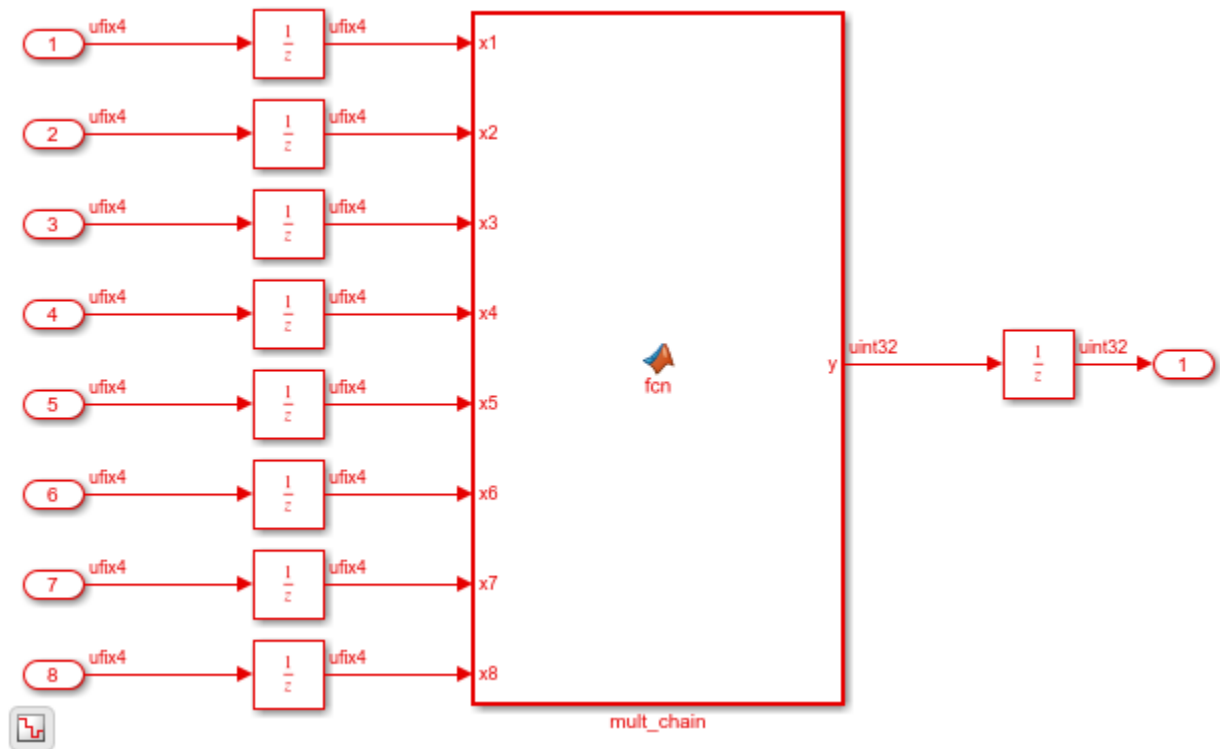 1 ufix4 1/z ufix4 x1
2 ufix4 1/z ufix4 x2
3 ufix4 1/z ufix4 x3
4 ufix4 1/z ufix4 x4
fcn
y uint32 1/z uint32 1
5 ufix4 1/z ufix4 x5
6 ufix4 1/z ufix4 x6
7 ufix4 1/z ufix4 x7
8 ufix4 1/z ufix4 x8
mult_chain